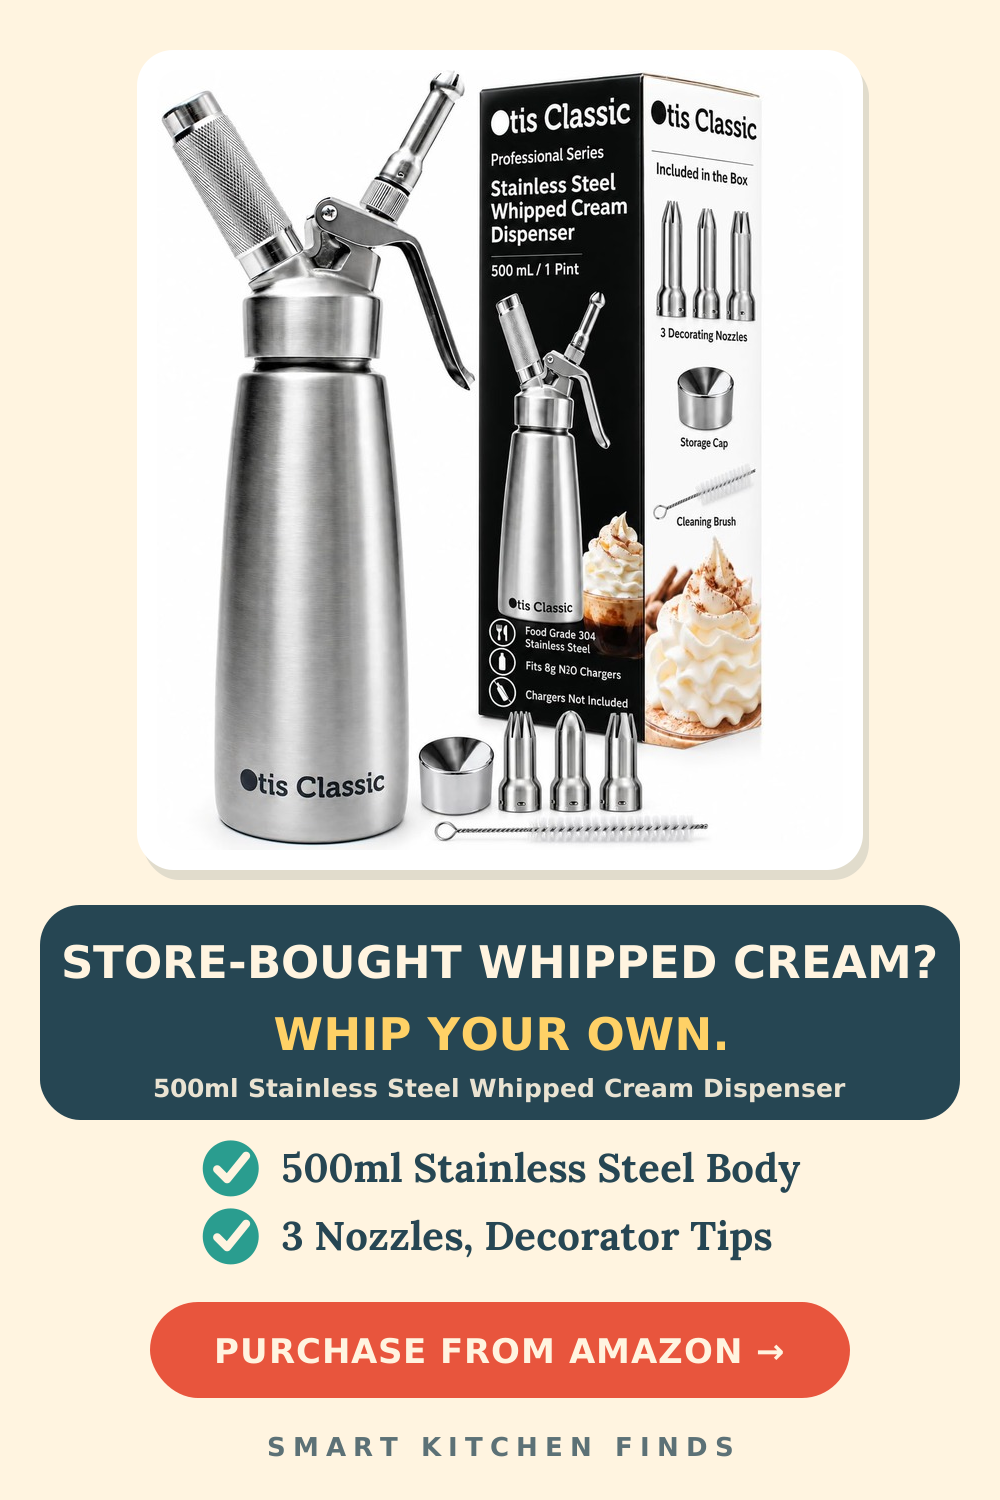 Otis Classic
Professional Series
Stainless Steel
Whipped Cream
Dispenser
500 mL / 1 Pint
Otis Classic
Food Grade 304
Stainless Steel
Fits 8g N2O Chargers
Chargers Not Included
Otis Classic
Included in the Box
3 Decorating Nozzles
Storage Cap
Cleaning Brush
Otis Classic
STORE-BOUGHT WHIPPED CREAM?
WHIP YOUR OWN.
500ml Stainless Steel Whipped Cream Dispenser
500ml Stainless Steel Body
3 Nozzles, Decorator Tips
PURCHASE FROM AMAZON →
SMART KITCHEN FINDS